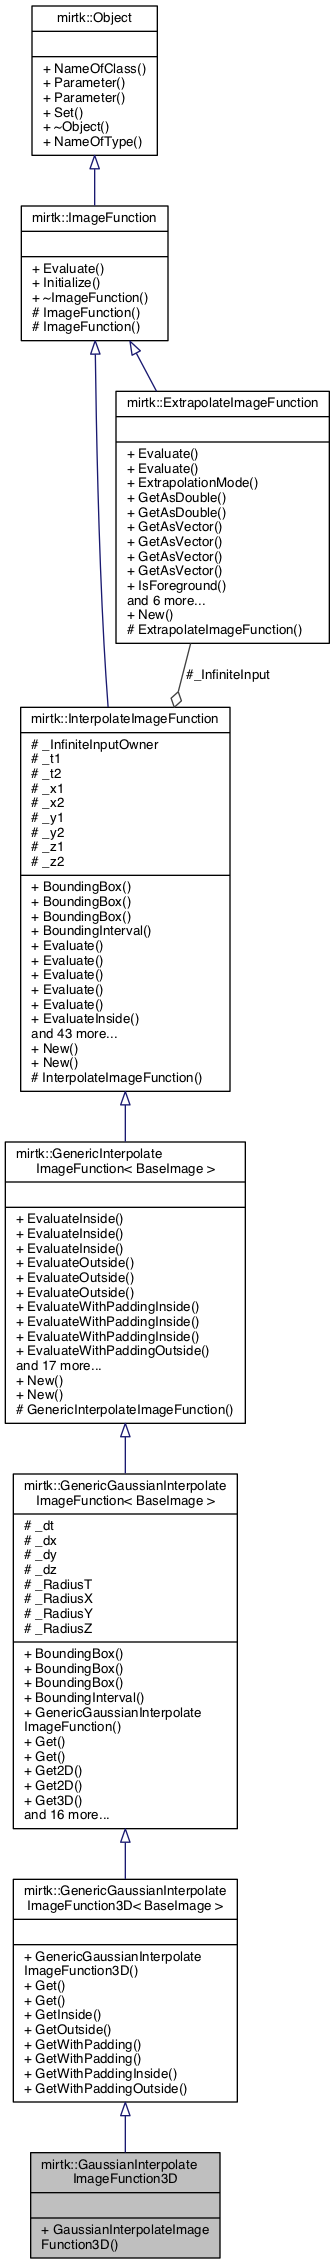 mirtk::Object
+ NameOfClass()
+ Parameter()
+ Parameter()
+ Set()
+ ~Object()
+ NameOfType()
mirtk::ImageFunction
+ Evaluate()
+ Initialize()
+ ~ImageFunction()
# ImageFunction()
# ImageFunction()
mirtk::ExtrapolateImageFunction
+ Evaluate()
+ Evaluate()
+ ExtrapolationMode()
+ GetAsDouble()
+ GetAsDouble()
+ GetAsVector()
+ GetAsVector()
+ GetAsVector()
+ GetAsVector()
+ IsForeground()
and 6 more...
+ New()
# ExtrapolateImageFunction()
#_InfiniteInput
mirtk::InterpolateImageFunction
# _InfiniteInputOwner
# _t1
# _t2
# _x1
# _x2
# _y1
# _y2
# _z1
# _z2
+ BoundingBox()
+ BoundingBox()
+ BoundingBox()
+ BoundingInterval()
+ Evaluate()
+ Evaluate()
+ Evaluate()
+ Evaluate()
+ Evaluate()
+ EvaluateInside()
and 43 more...
+ New()
+ New()
# InterpolateImageFunction()
mirtk::GenericInterpolate
ImageFunction< BaseImage >
+ EvaluateInside()
+ EvaluateInside()
+ EvaluateInside()
+ EvaluateOutside()
+ EvaluateOutside()
+ EvaluateOutside()
+ EvaluateWithPaddingInside()
+ EvaluateWithPaddingInside()
+ EvaluateWithPaddingInside()
+ EvaluateWithPaddingOutside()
and 17 more...
+ New()
+ New()
# GenericInterpolateImageFunction()
mirtk::GenericGaussianInterpolate
ImageFunction< BaseImage >
# _dt
# _dx
# _dy
# _dz
# _RadiusT
# _RadiusX
# _RadiusY
# _RadiusZ
+ BoundingBox()
+ BoundingBox()
+ BoundingBox()
+ BoundingInterval()
+ GenericGaussianInterpolate
ImageFunction()
+ Get()
+ Get()
+ Get2D()
+ Get2D()
+ Get3D()
and 16 more...
mirtk::GenericGaussianInterpolate
ImageFunction3D< BaseImage >
+ GenericGaussianInterpolate
ImageFunction3D()
+ Get()
+ Get()
+ GetInside()
+ GetOutside()
+ GetWithPadding()
+ GetWithPadding()
+ GetWithPaddingInside()
+ GetWithPaddingOutside()
mirtk::GaussianInterpolate
ImageFunction3D
+ GaussianInterpolateImage
Function3D()